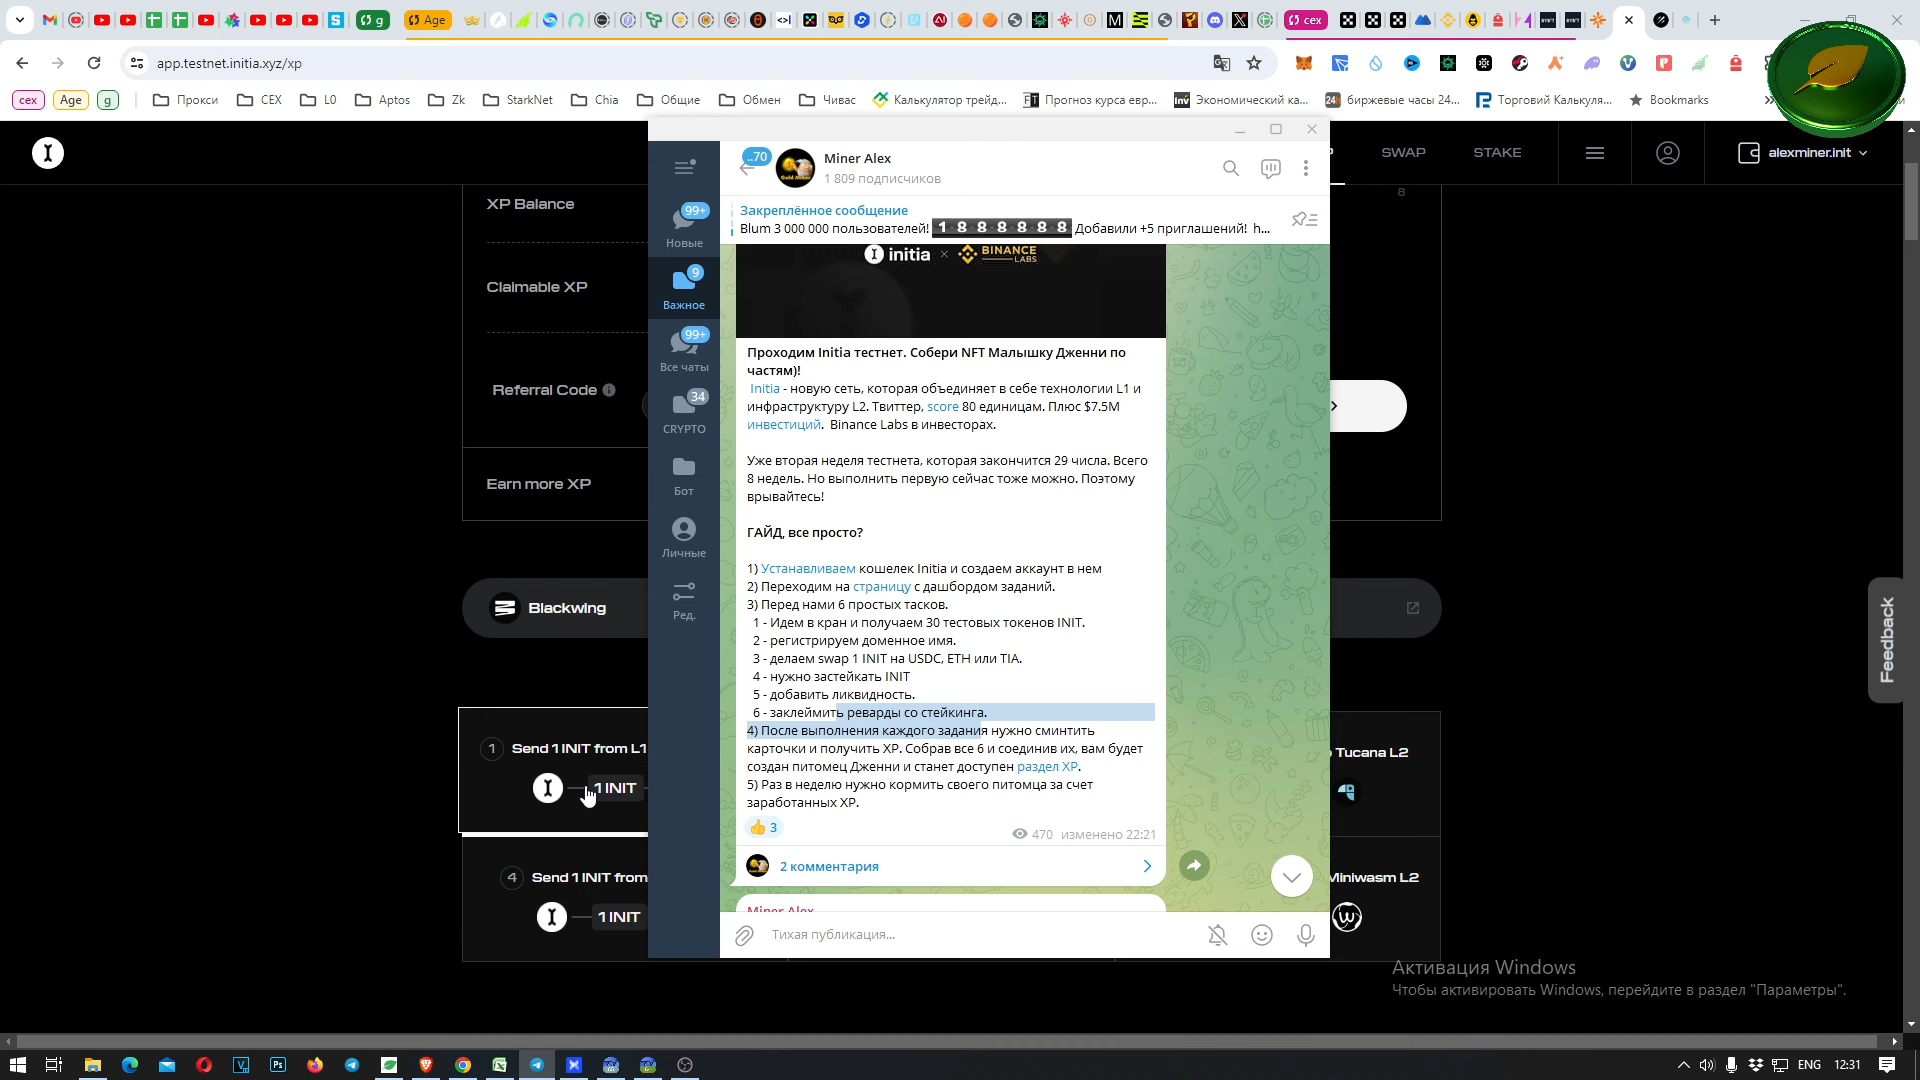 g
Age
cex
app.testnet.initia.xyz/xp
cex
Age
g
Прокси
CEX
L0
Aptos
Zk
StarkNet
Chia
Общие
Обмен
Чивас
Калькулятор трейд...
Прогноз курса евр...
Экономический ка...
биржевые часы 24...
Торговий Калькуля...
Bookmarks
SWAP
STAKE
alexminer.init
XP Balance
8
Claimable XP
Referral Code
Earn more XP
Blackwing
1
Send 1 INIT from L1
1 INIT
Tucana L2
4
Send 1 INIT from
1 INIT
Miniwasm L2
Feedback
..70
Miner Alex
1 809 подписчиков
99+
Новые
9
Важное
99+
Все чаты
34
CRYPTO
Бот
Личные
Ред.
Закреплённое сообщение
Blum 3 000 000 пользователей! 1 8 8 8 8 8 8 Добавили +5 приглашений! h...
initia × BINANCE LABS
Проходим Initia тестнет. Собери NFT Малышку Дженни по
частям)!
Initia - новую сеть, которая объединяет в себе технологии L1 и
инфраструктуру L2. Твиттер, score 80 единицам. Плюс $7.5M
инвестиций. Binance Labs в инвесторах.
Уже вторая неделя тестнета, которая закончится 29 числа. Всего
8 недель. Но выполнить первую сейчас тоже можно. Поэтому
врывайтесь!
ГАЙД, все просто?
1) Устанавливаем кошелек Initia и создаем аккаунт в нем
2) Переходим на страницу с дашбордом заданий.
3) Перед нами 6 простых тасков.
1 - Идем в кран и получаем 30 тестовых токенов INIT.
2 - регистрируем доменное имя.
3 - делаем swap 1 INIT на USDC, ETH или TIA.
4 - нужно застейкать INIT
5 - добавить ликвидность.
6 - заклеймить реварды со стейкинга.
4) После выполнения каждого задания нужно сминтить
карточки и получить XP. Собрав все 6 и соединив их, вам будет
создан питомец Дженни и станет доступен раздел XP.
5) Раз в неделю нужно кормить своего питомца за счет
заработанных XP.
3
470 изменено 22:21
2 комментария
Miner Alex
Тихая публикация...
Активация Windows
Чтобы активировать Windows, перейдите в раздел "Параметры".
ENG
12:31